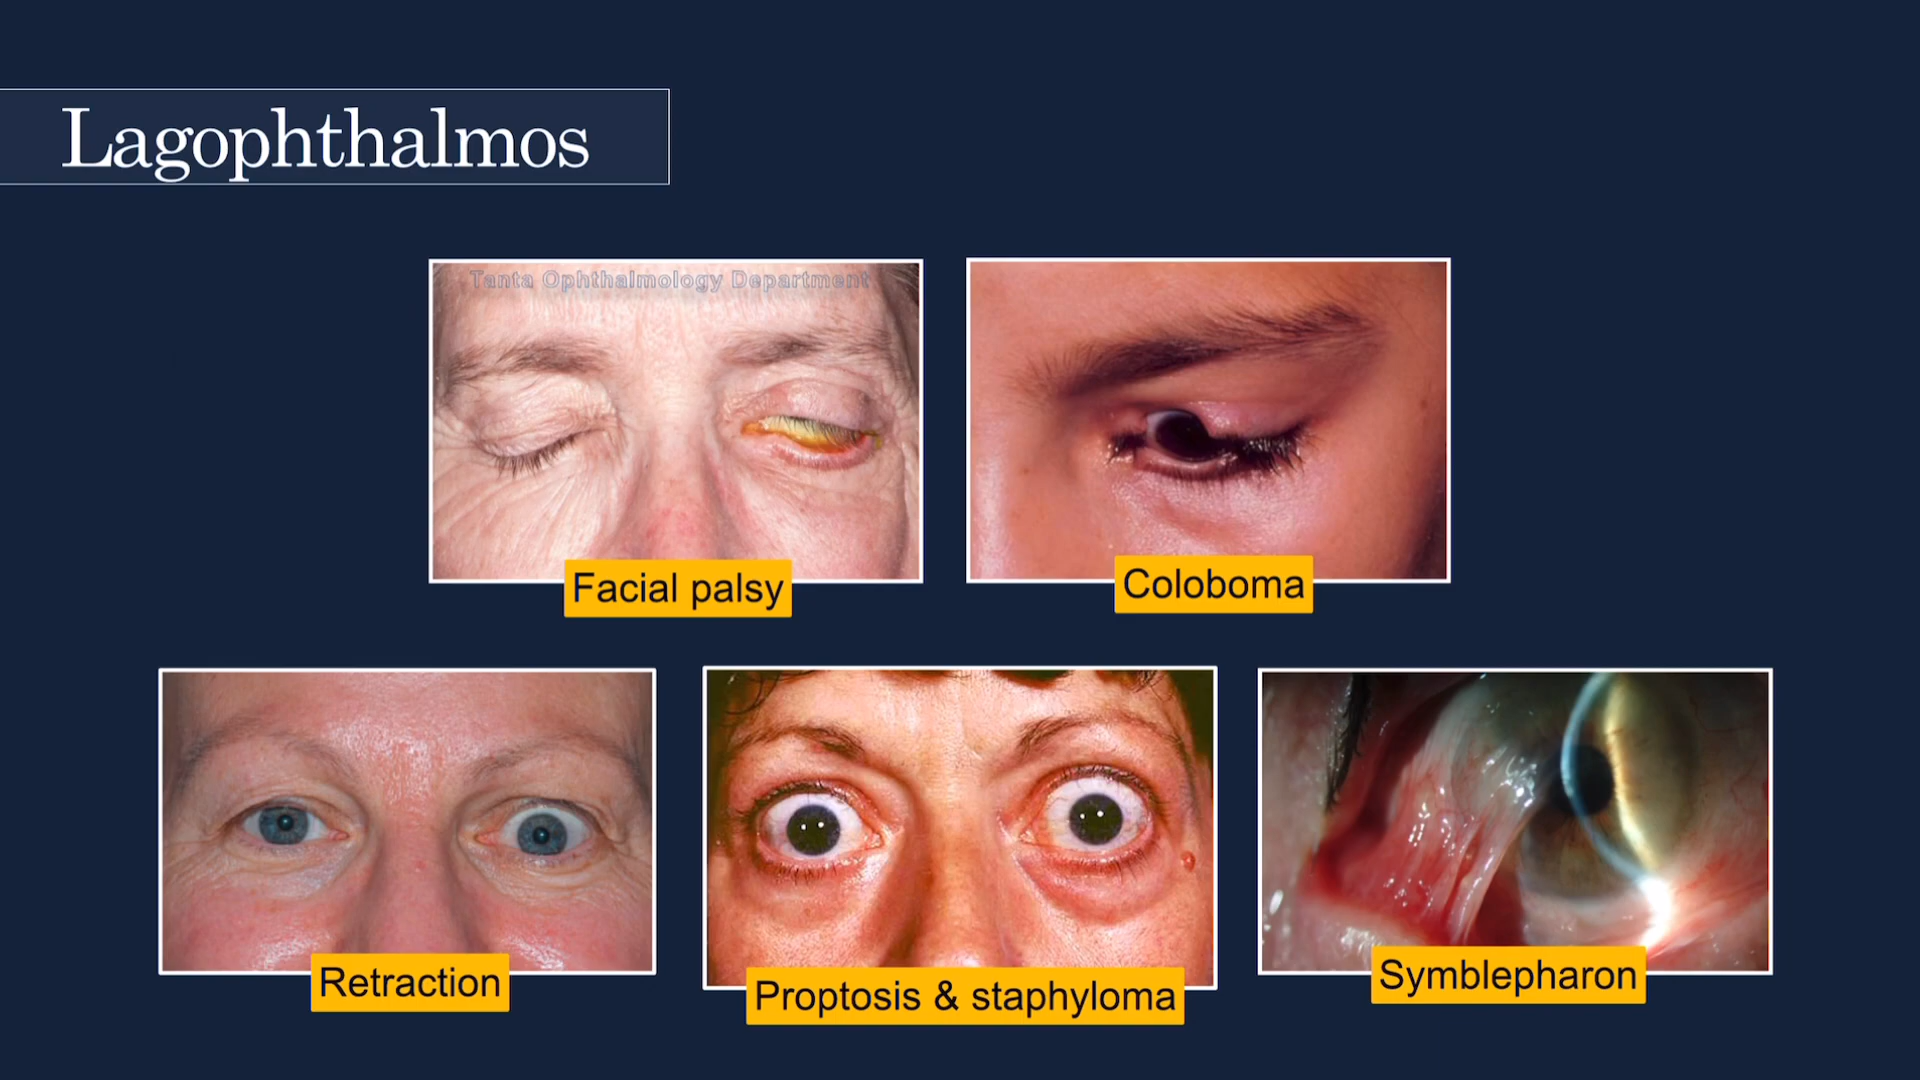 Lagophthalmos
Tanta Ophthalmology Department
Facial palsy
Coloboma
Retraction
Proptosis & staphyloma
Symblepharon